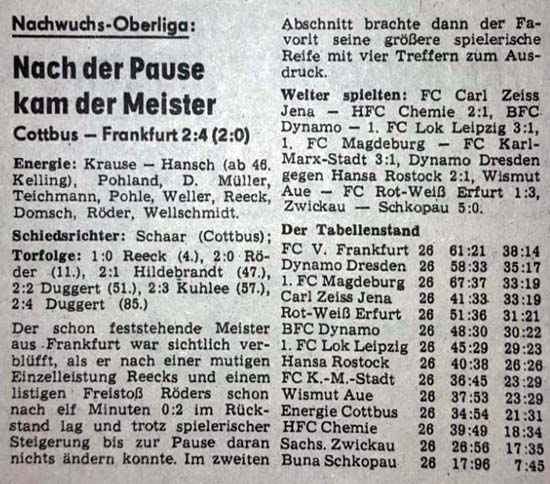 Nachwuchs-Oberliga:
Nach der Pause
kam der Meister
Cottbus – Frankfurt 2:4 (2:0)
Energie: Krause – Hansch (ab 46.
Kelling), Pohland, D. Müller,
Teichmann, Pohle, Weller, Reeck,
Domsch, Röder, Wellschmidt.
Schiedsrichter: Schaar (Cottbus);
Torfolge: 1:0 Reeck (4.), 2:0 Rö-
der (11.), 2:1 Hildebrandt (47.),
2:2 Duggert (51.), 2:3 Kuhlee (57.),
2:4 Duggert (85.)
Der schon feststehende Meister
aus Frankfurt war sichtlich ver-
blüfft, als er nach einer mutigen
Einzelleistung Reecks und einem
listigen Freistoß Röders schon
nach elf Minuten 0:2 im Rück-
stand lag und trotz spielerischer
Steigerung bis zur Pause daran
nichts ändern konnte. Im zweiten
Abschnitt brachte dann der Fa-
vorit seine größere spielerische
Reife mit vier Treffern zum Aus-
druck.
Weiter spielten: FC Carl Zeiss
Jena – HFC Chemie 2:1, BFC
Dynamo – 1. FC Lok Leipzig 3:1,
1. FC Magdeburg – FC Karl-
Marx-Stadt 3:1, Dynamo Dresden
gegen Hansa Rostock 2:1, Wismut
Aue – FC Rot-Weiß Erfurt 1:3,
Zwickau – Schkopau 5:0.
Der Tabellenstand
FC V. Frankfurt 26 61:21 38:14
Dynamo Dresden 26 58:33 35:17
1. FC Magdeburg 26 67:37 33:19
Carl Zeiss Jena 26 41:33 33:19
Rot-Weiß Erfurt 26 51:36 31:21
BFC Dynamo 26 48:30 30:22
1. FC Lok Leipzig 26 45:29 29:23
Hansa Rostock 26 40:38 26:26
FC K.-M.-Stadt 26 36:45 23:29
Wismut Aue 26 37:53 23:29
Energie Cottbus 26 34:54 21:31
HFC Chemie 26 39:49 18:34
Sachs. Zwickau 26 26:56 17:35
Buna Schkopau 26 17:96 7:45